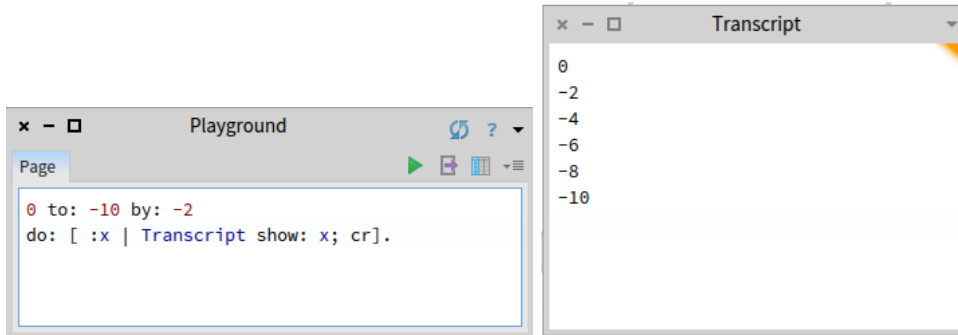 Playground
?
Page
0 to: -10 by: -2
do: [ :x | Transcript show: x; cr].
Transcript
0
-2
-4
-6
-8
-10